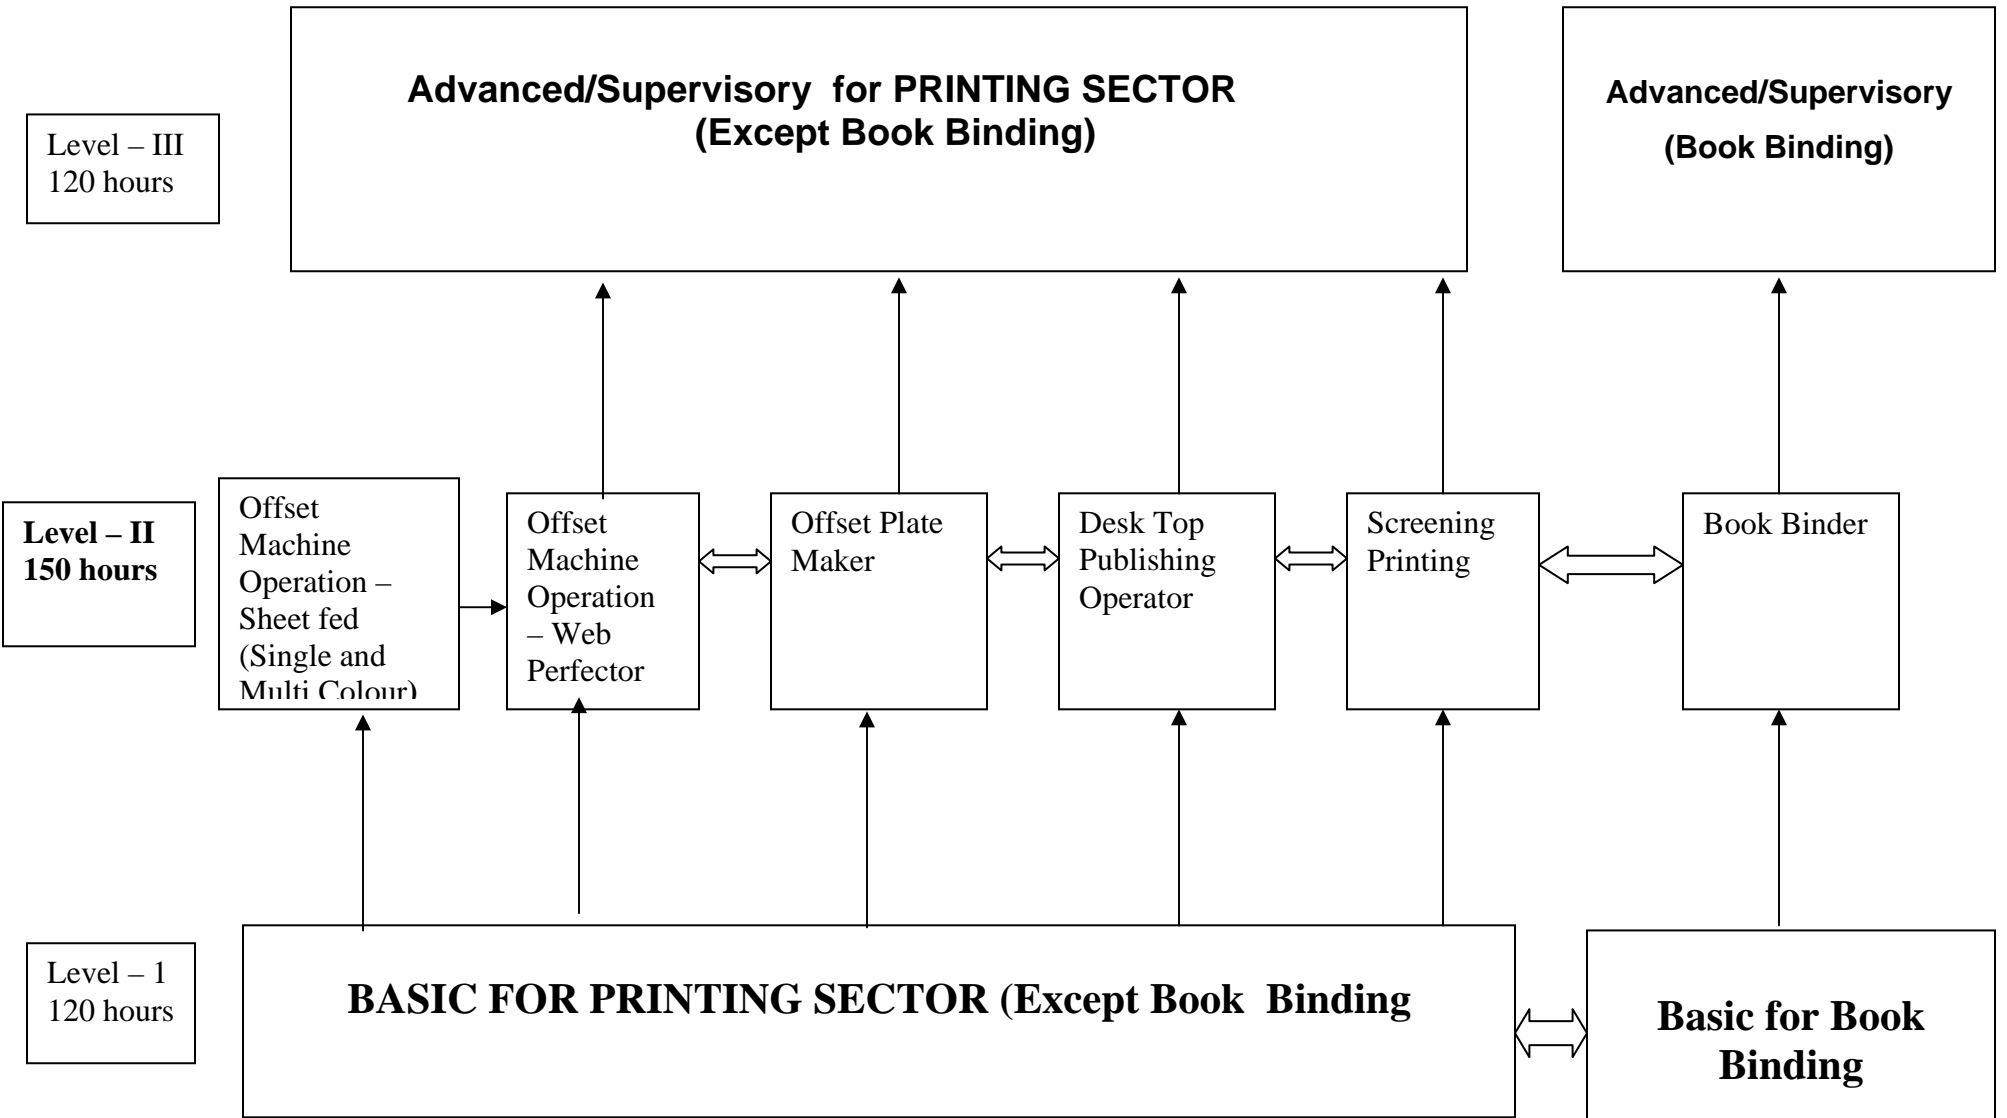 Advanced/Supervisory for PRINTING SECTOR
(Except Book Binding)
Advanced/Supervisory
(Book Binding)
Level – III
120 hours
Level – II
150 hours
Offset
Machine
Operation –
Sheet fed
(Single and
Multi Colour)
Offset
Machine
Operation
– Web
Perfector
Offset Plate
Maker
Desk Top
Publishing
Operator
Screening
Printing
Book Binder
Level – 1
120 hours
BASIC FOR PRINTING SECTOR (Except Book Binding
Basic for Book
Binding